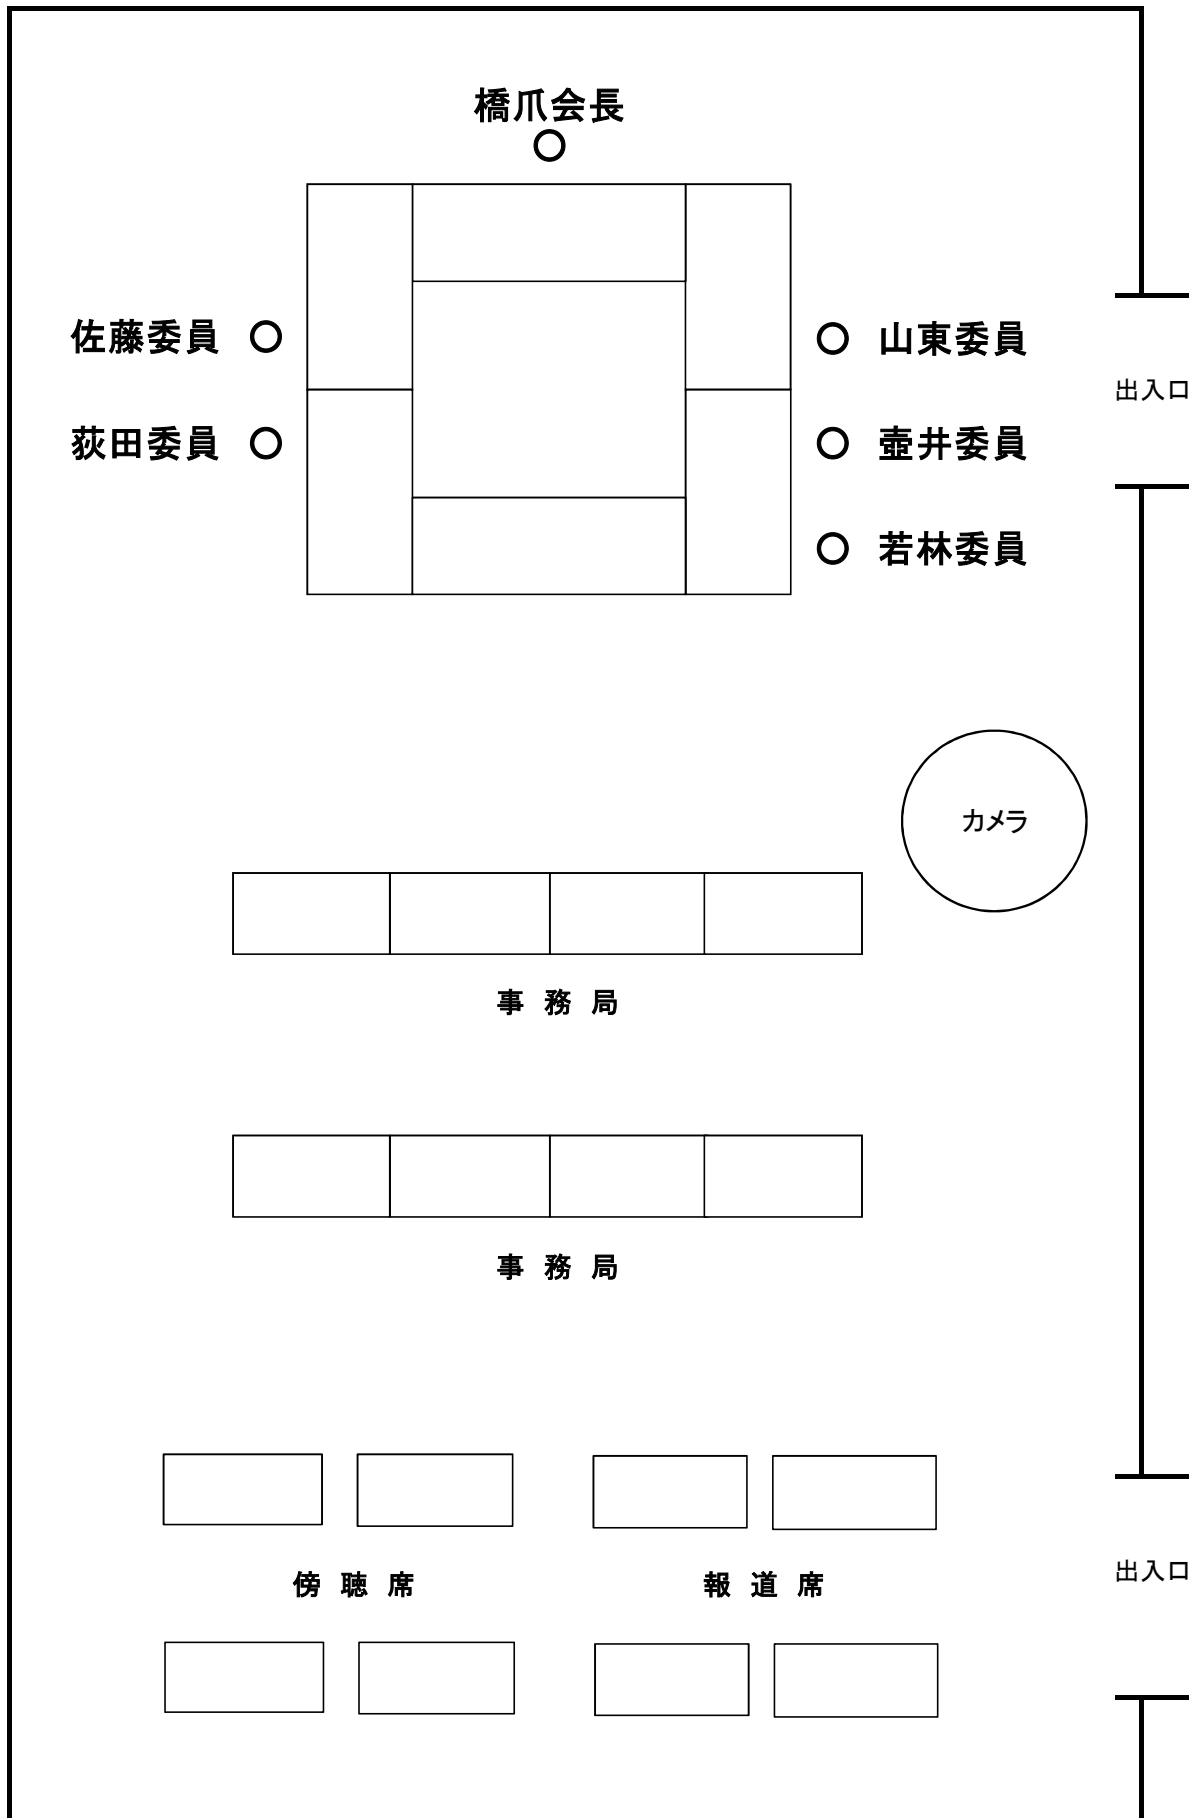 橋爪会長
佐藤委員
山東委員
出入口
荻田委員
壺井委員
若林委員
カメラ
事務局
事務局
傍聴席
報道席
出入口